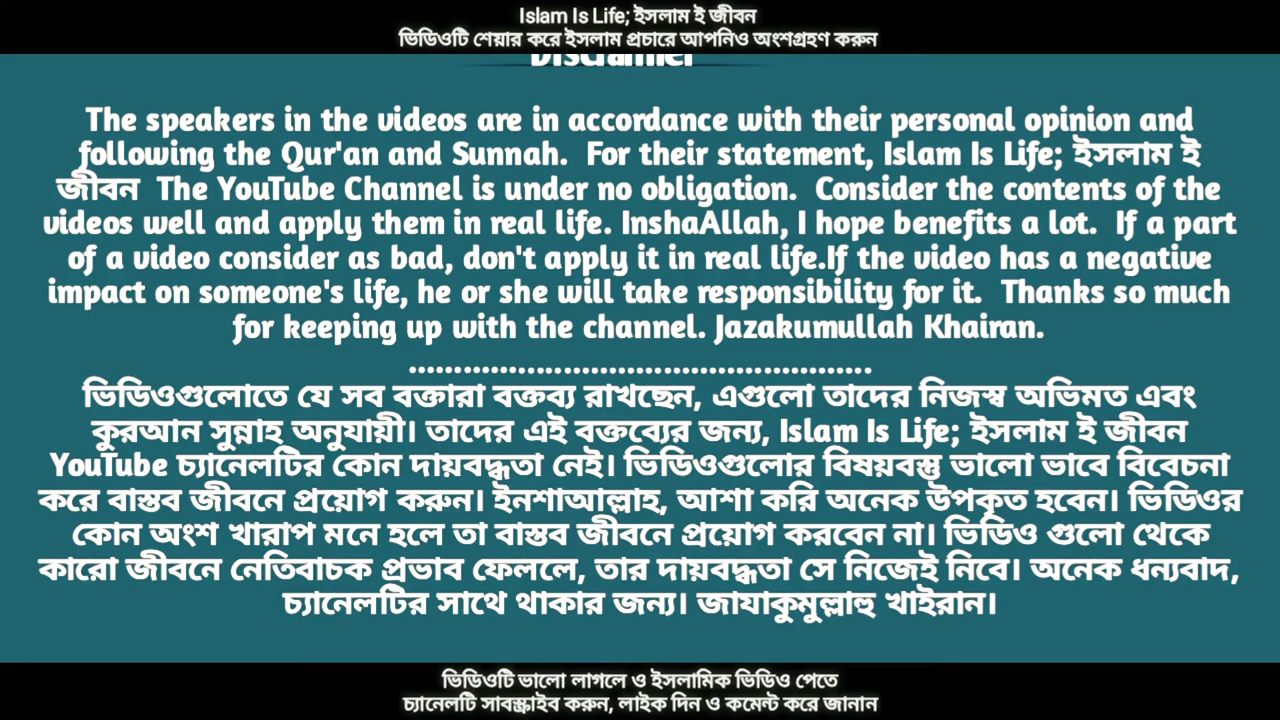 Islam Is Life; ইসলাম ই জীবন
ভিডিওটি শেয়ার করে ইসলাম প্রচারে আপনিও অংশগ্রহণ করুন
Disclaimer
The speakers in the videos are in accordance with their personal opinion and
following the Qur'an and Sunnah. For their statement, Islam Is Life; ইসলাম ই
জীবন The YouTube Channel is under no obligation. Consider the contents of the
videos well and apply them in real life. InshaAllah, I hope benefits a lot. If a part
of a video consider as bad, don't apply it in real life.If the video has a negative
impact on someone's life, he or she will take responsibility for it. Thanks so much
for keeping up with the channel. Jazakumullah Khairan.
....................................................
ভিডিওগুলোতে যে সব বক্তারা বক্তব্য রাখছেন, এগুলো তাদের নিজস্ব অভিমত এবং
কুরআন সুন্নাহ অনুযায়ী। তাদের এই বক্তব্যের জন্য, Islam Is Life; ইসলাম ই জীবন
YouTube চ্যানেলটির কোন দায়বদ্ধতা নেই। ভিডিওগুলোর বিষয়বস্তু ভালো ভাবে বিবেচনা
করে বাস্তব জীবনে প্রয়োগ করুন। ইনশাআল্লাহ, আশা করি অনেক উপকৃত হবেন। ভিডিওর
কোন অংশ খারাপ মনে হলে তা বাস্তব জীবনে প্রয়োগ করবেন না। ভিডিও গুলো থেকে
কারো জীবনে নেতিবাচক প্রভাব ফেললে, তার দায়বদ্ধতা সে নিজেই নিবে। অনেক ধন্যবাদ,
চ্যানেলটির সাথে থাকার জন্য। জাযাকুমুল্লাহু খাইরান।
ভিডিওটি ভালো লাগলে ও ইসলামিক ভিডিও পেতে
চ্যানেলটি সাবস্ক্রাইব করুন, লাইক দিন ও কমেন্ট করে জানান